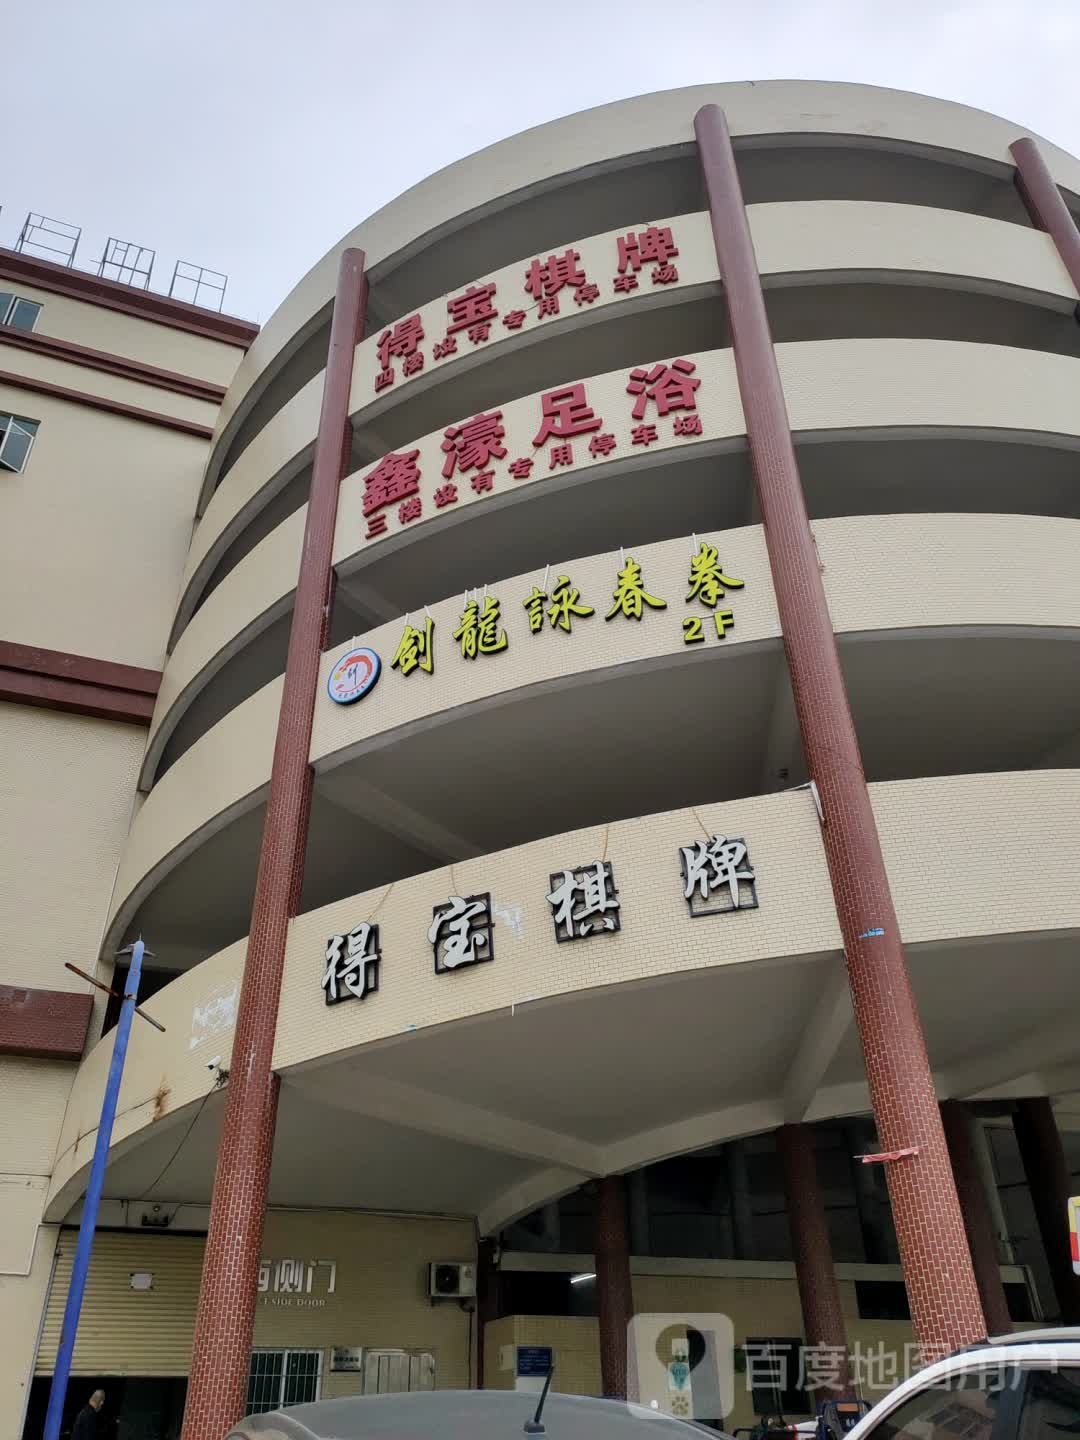 得宝棋牌
四楼设有专用停车场
鑫濠足浴
三楼设有专用停车场
剑龍詠春拳
2F
得宝棋牌
侧门
SIDE DOOR
百度地图用户